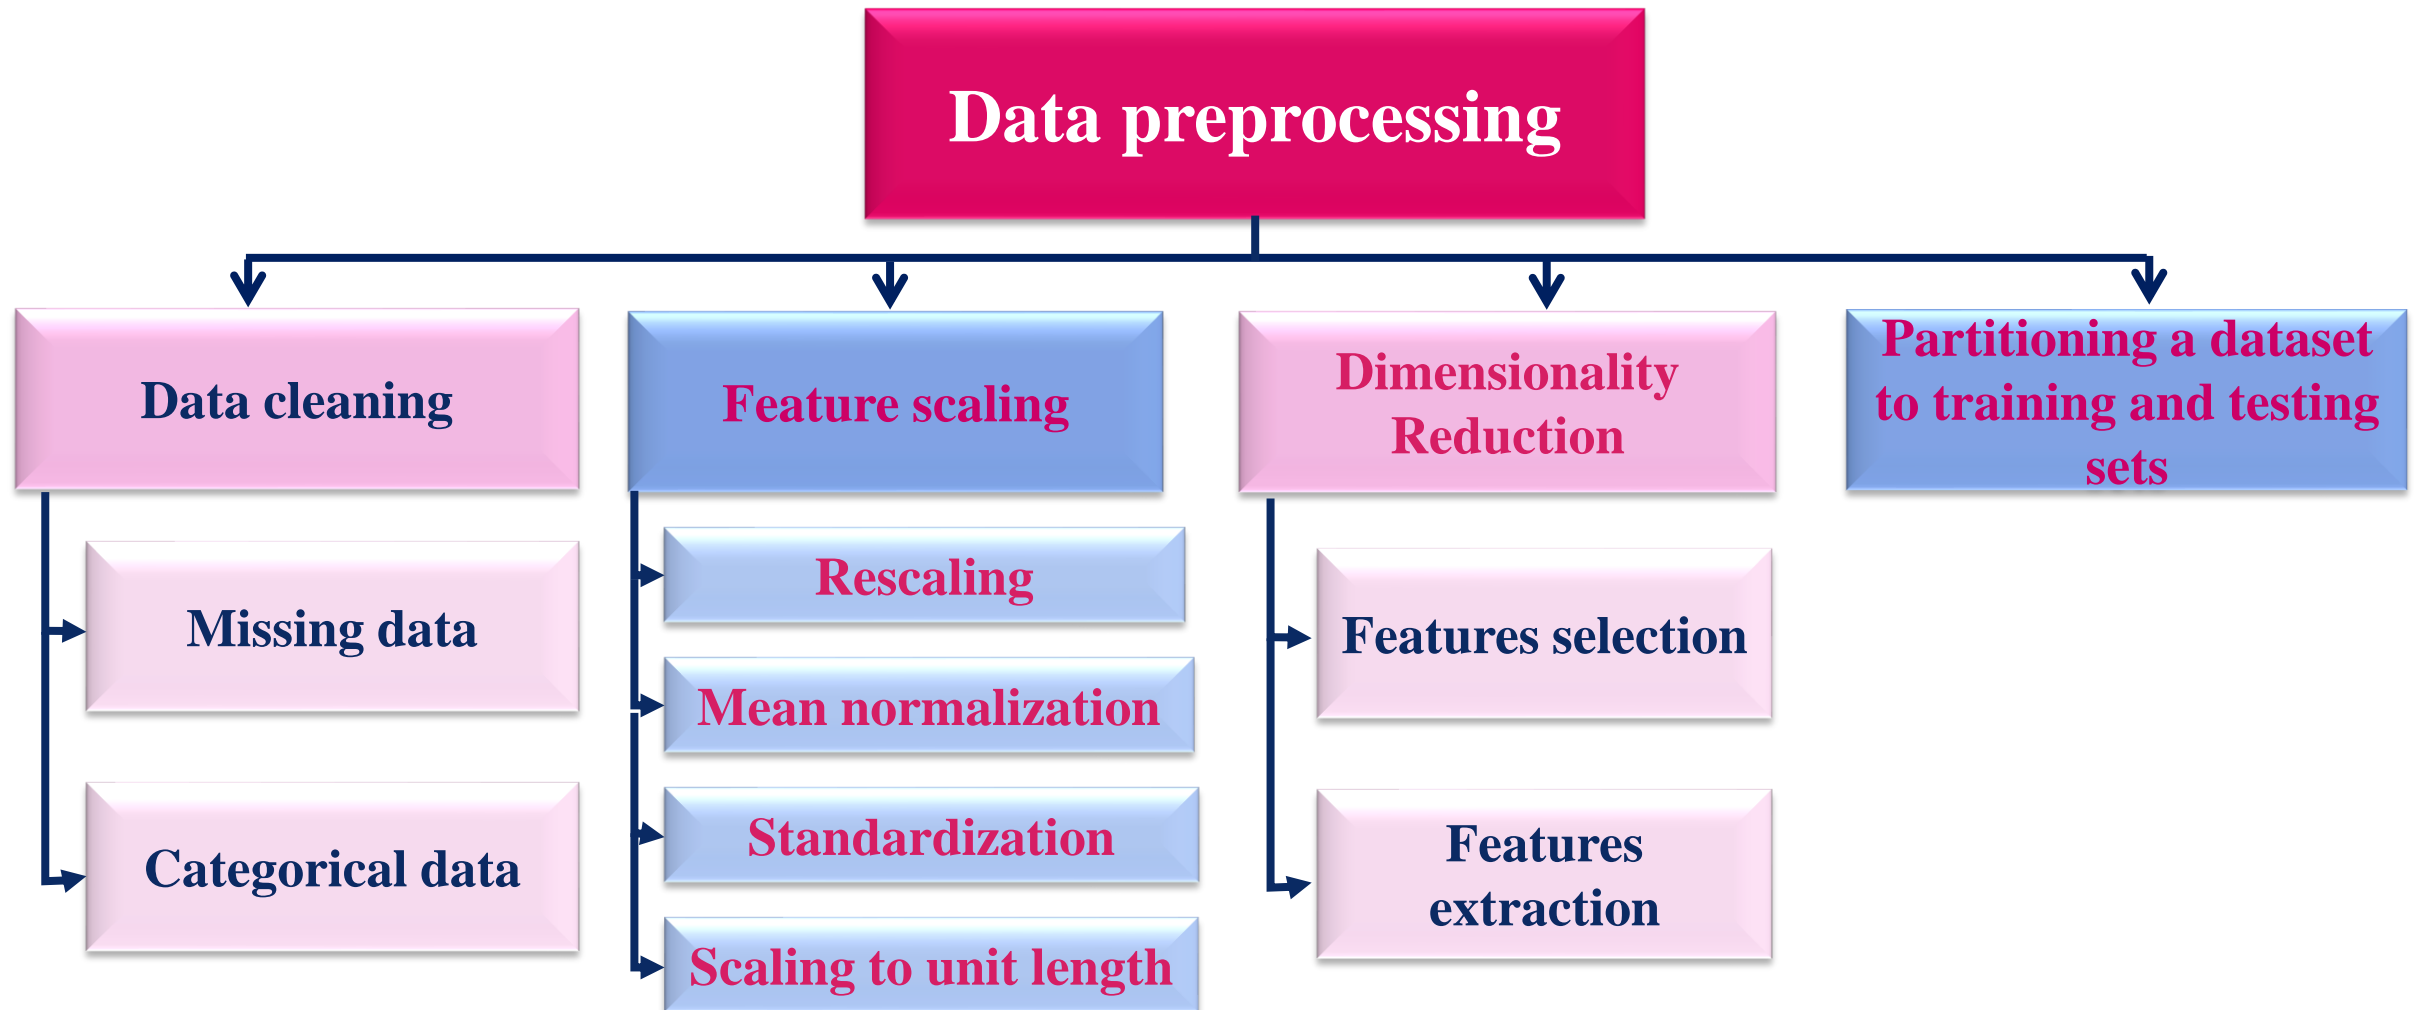 Data preprocessing
Data cleaning
Missing data
Categorical data
Feature scaling
Rescaling
Mean normalization
Standardization
Scaling to unit length
Dimensionality
Reduction
Features selection
Features
extraction
Partitioning a dataset
to training and testing
sets